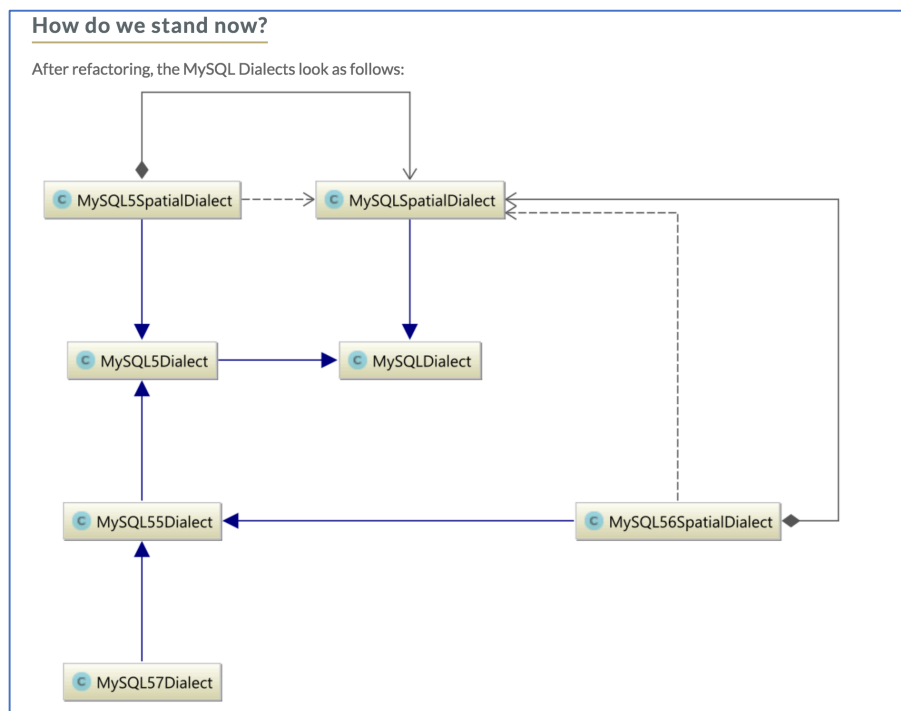 How do we stand now?
After refactoring, the MySQL Dialects look as follows:
C MySQL5SpatialDialect
C MySQLSpatialDialect
C MySQL5Dialect
C MySQLDialect
C MySQL55Dialect
C MySQL56SpatialDialect
C MySQL57Dialect